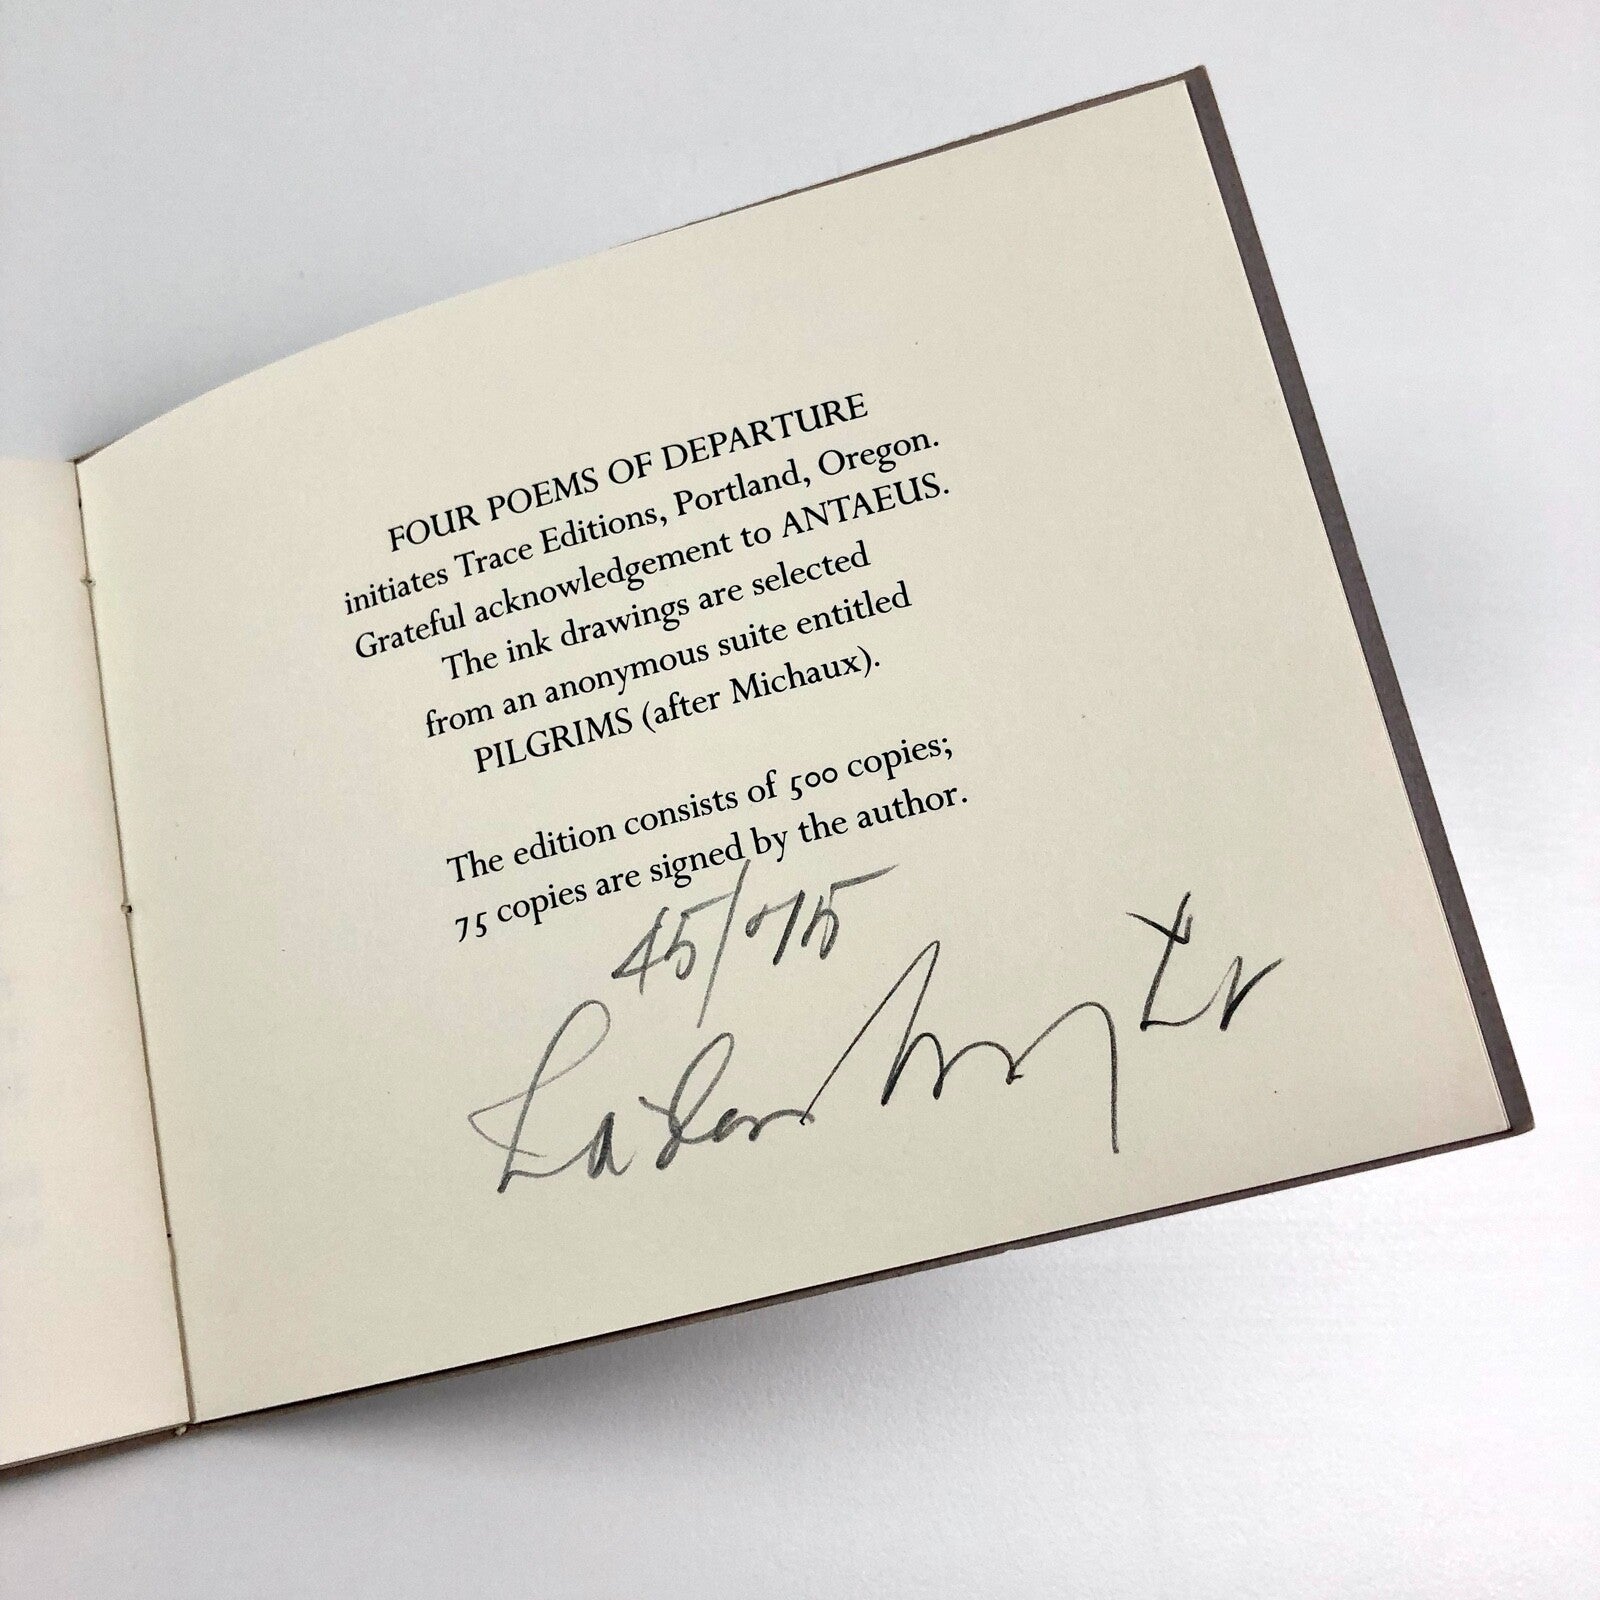 FOUR POEMS OF DEPARTURE
initiates Trace Editions, Portland, Oregon.
Grateful acknowledgement to ANTAEUS.
The ink drawings are selected
from an anonymous suite entitled
PILGRIMS (after Michaux).
The edition consists of 500 copies;
75 copies are signed by the author.
45/75